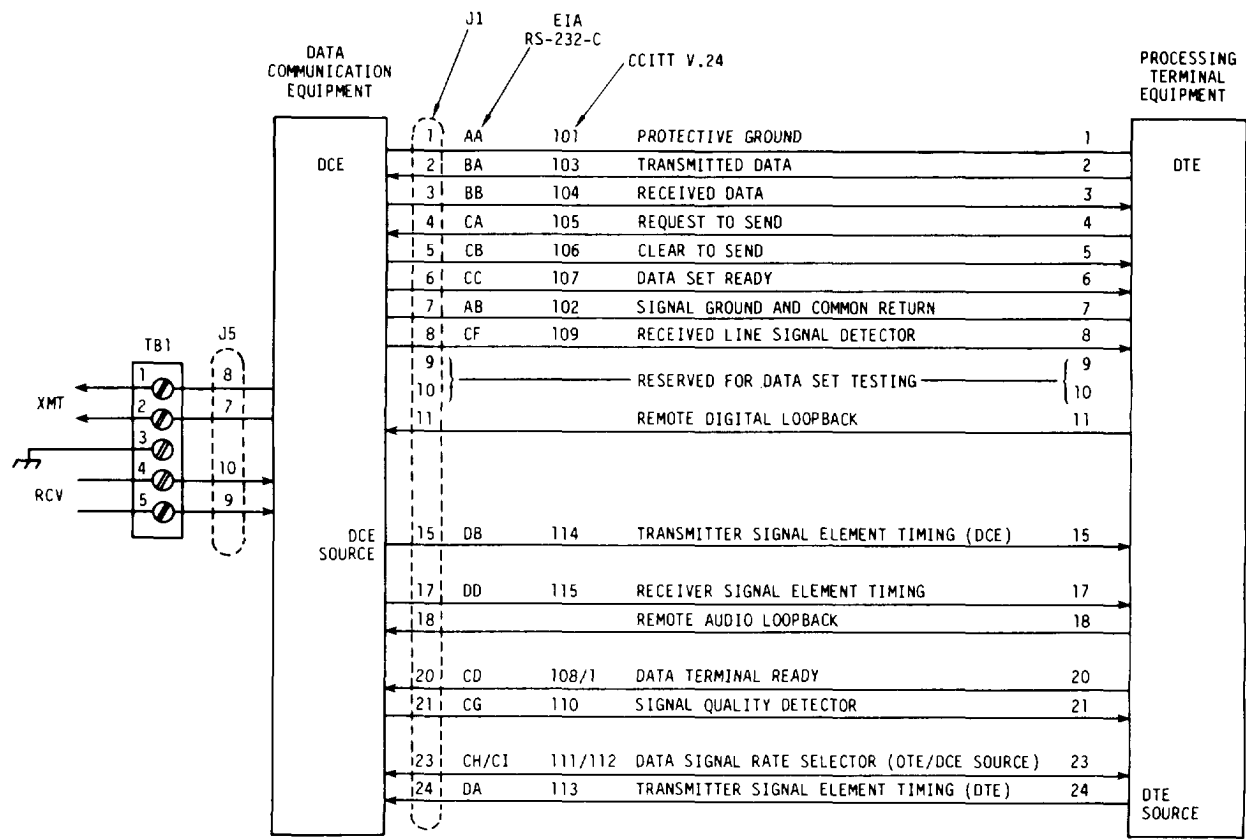 J1
EIA
RS-232-C
CCITT V.24
DATA
COMMUNICATION
EQUIPMENT
PROCESSING
TERMINAL
EQUIPMENT
DCE
DTE
1 AA 101 PROTECTIVE GROUND 1
2 BA 103 TRANSMITTED DATA 2
3 BB 104 RECEIVED DATA 3
4 CA 105 REQUEST TO SEND 4
5 CB 106 CLEAR TO SEND 5
6 CC 107 DATA SET READY 6
7 AB 102 SIGNAL GROUND AND COMMON RETURN 7
8 CF 109 RECEIVED LINE SIGNAL DETECTOR 8
9 9
RESERVED FOR DATA SET TESTING
10 10
11 REMOTE DIGITAL LOOPBACK 11
TB1 J5
1 8
XMT
2 7
3
4 10
RCV
5 9
DCE
SOURCE
15 DB 114 TRANSMITTER SIGNAL ELEMENT TIMING (DCE) 15
17 DD 115 RECEIVER SIGNAL ELEMENT TIMING 17
18 REMOTE AUDIO LOOPBACK 18
20 CD 108/1 DATA TERMINAL READY 20
21 CG 110 SIGNAL QUALITY DETECTOR 21
23 CH/CI 111/112 DATA SIGNAL RATE SELECTOR (OTE/DCE SOURCE) 23
24 DA 113 TRANSMITTER SIGNAL ELEMENT TIMING (DTE) 24
DTE
SOURCE